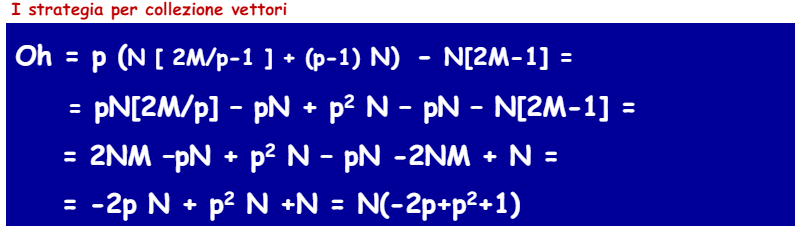 I strategia per collezione vettori
Oh = p (N [ 2M/p-1 ] + (p-1) N) - N[2M-1] =
= pN[2M/p] – pN + p² N – pN – N[2M-1] =
= 2NM –pN + p² N – pN -2NM + N =
= -2p N + p² N +N = N(-2p+p²+1)